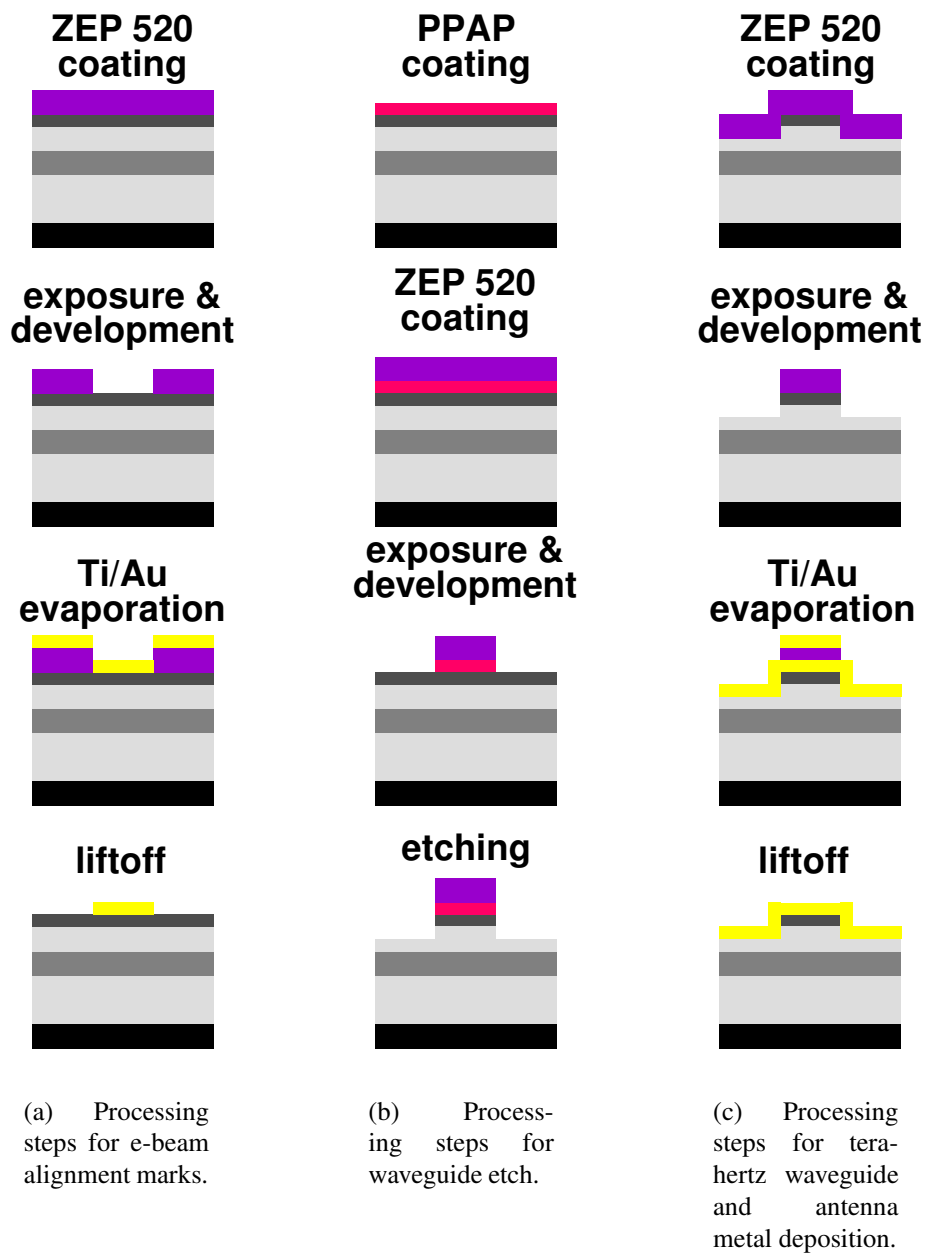 ZEP 520
coating
exposure &
development
Ti/Au
evaporation
liftoff
(a) Processing
steps for e-beam
alignment marks.
PPAP
coating
ZEP 520
coating
exposure &
development
etching
(b) Process-
ing steps for
waveguide etch.
ZEP 520
coating
exposure &
development
Ti/Au
evaporation
liftoff
(c) Processing
steps for tera-
hertz waveguide
and antenna
metal deposition.